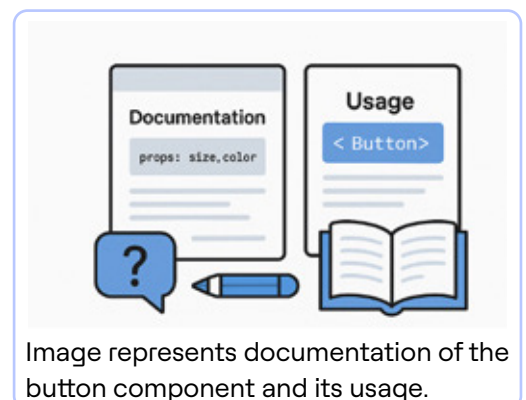 Documentation
props: size,color
Usage
< Button>
?
Image represents documentation of the
button component and its usage.